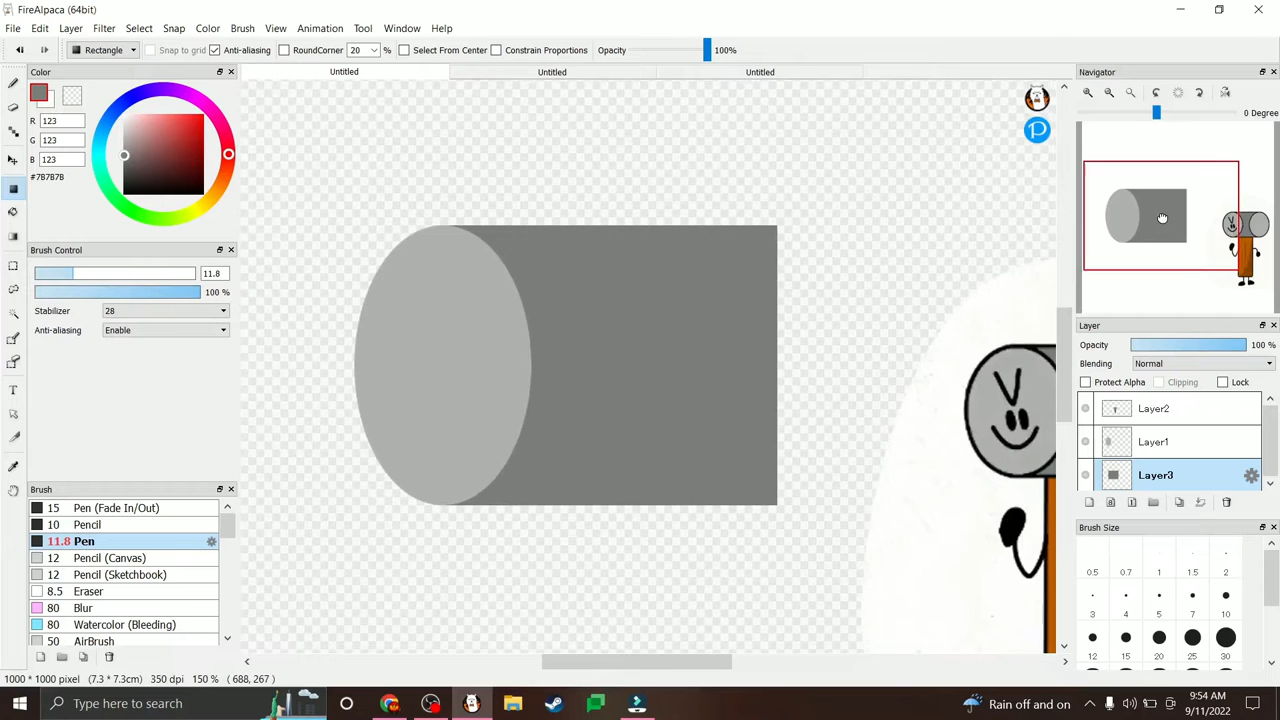 FireAlpaca (64bit)
File Edit Layer Filter Select Snap Color Brush Animation Tool Window Help
Rectangle Snap to grid Anti-aliasing RoundCorner 20 % Select From Center Constrain Proportions Opacity 100%
Color
Untitled Untitled Untitled
Navigator
R 123
G 123
B 123
#7B7B7B
0 Degree
Brush Control
11.8
100 %
Stabilizer 28
Anti-aliasing Enable
Layer
Opacity 100 %
Blending Normal
Protect Alpha Clipping Lock
Layer2
Layer1
Layer3
Brush
15 Pen (Fade In/Out)
10 Pencil
11.8 Pen
12 Pencil (Canvas)
12 Pencil (Sketchbook)
8.5 Eraser
80 Blur
80 Watercolor (Bleeding)
50 AirBrush
Brush Size
0.5 0.7 1 1.5 2
3 4 5 7 10
12 15 20 25 30
1000 * 1000 pixel (7.3 * 7.3cm) 350 dpi 150 % ( 688, 267 )
Type here to search
Rain off and on
9:54 AM
9/11/2022